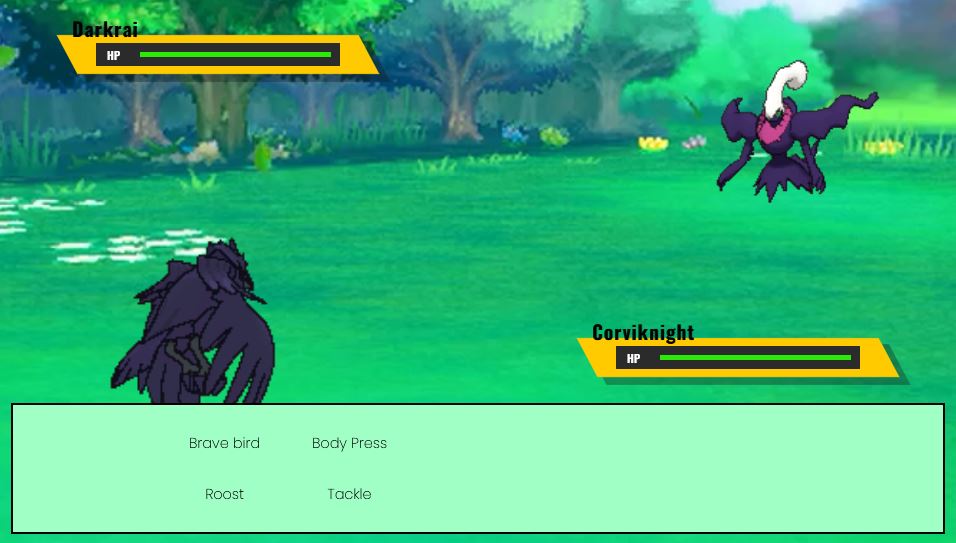 Darkrai
HP
Corviknight
HP
Brave bird Body Press
Roost Tackle